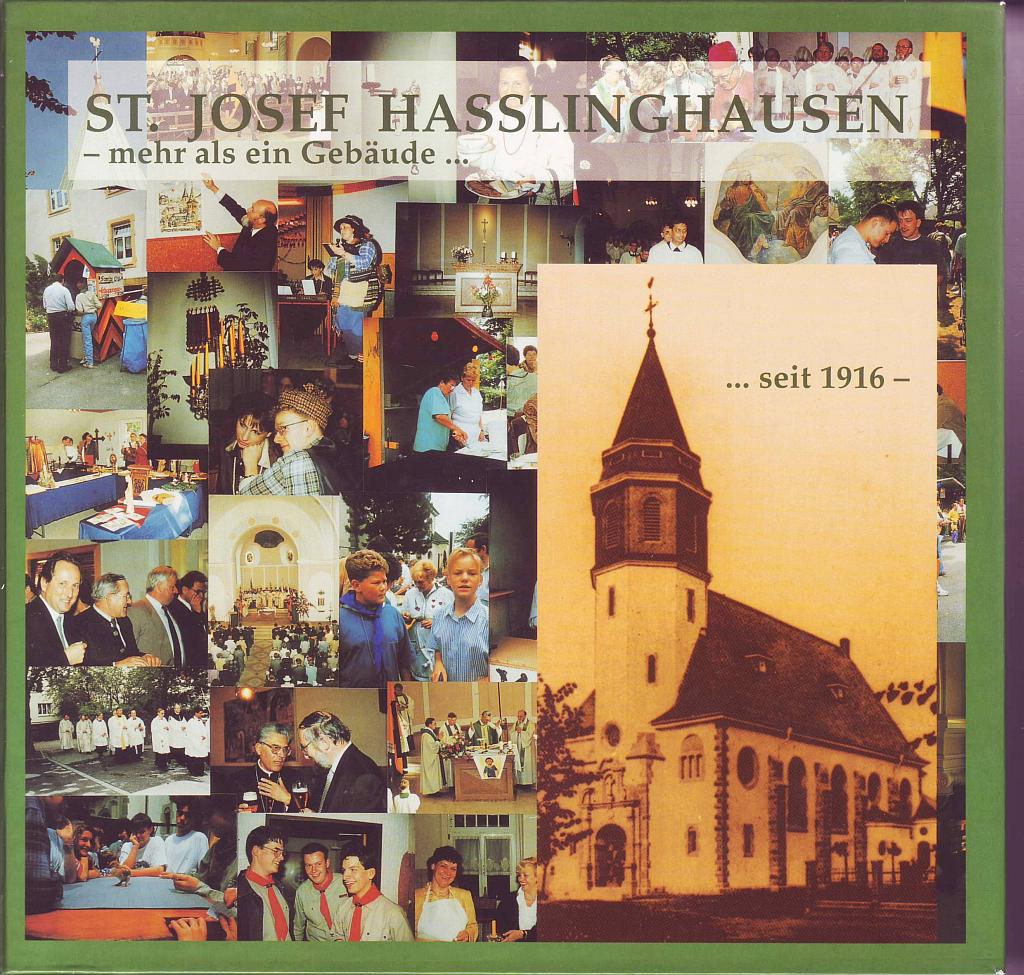 ST. JOSEF HASSLINGHAUSEN
– mehr als ein Gebäude ...
... seit 1916 –